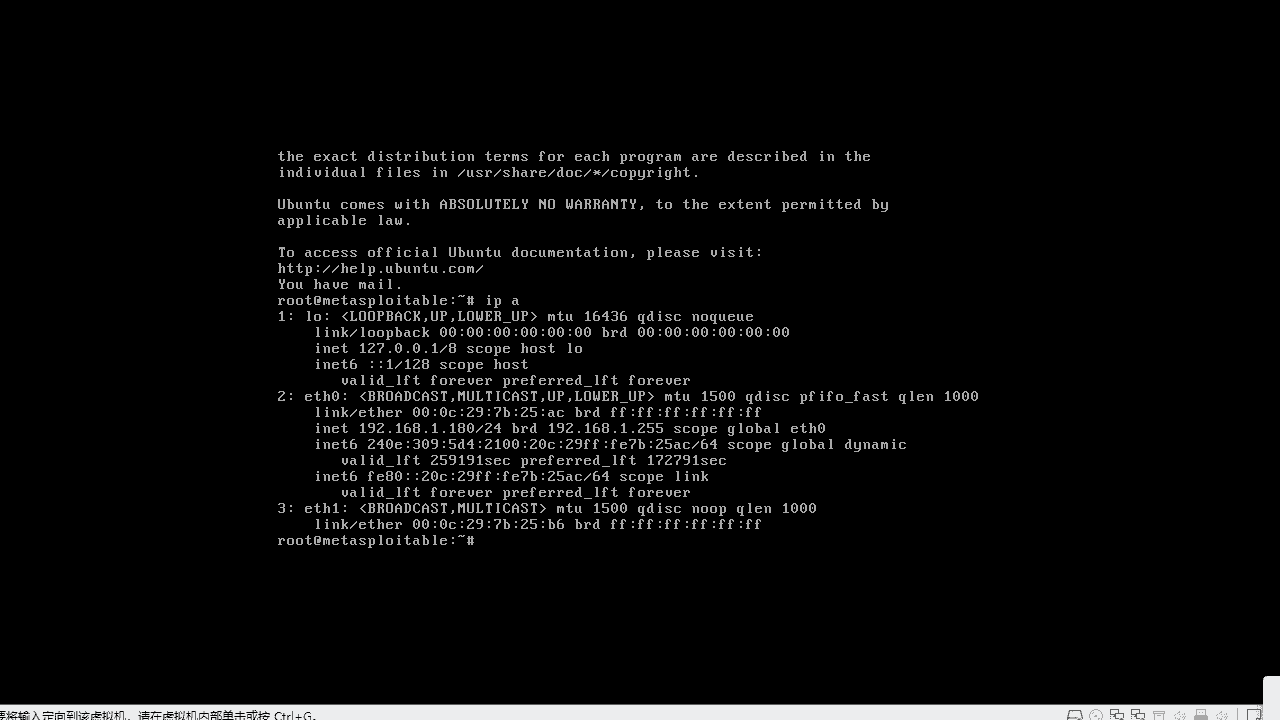 the exact distribution terms for each program are described in the
individual files in /usr/share/doc/*/copyright.
Ubuntu comes with ABSOLUTELY NO WARRANTY, to the extent permitted by
applicable law.
To access official Ubuntu documentation, please visit:
http://help.ubuntu.com/
You have mail.
root@metasploitable:~# ip a
1: lo: <LOOPBACK,UP,LOWER_UP> mtu 16436 qdisc noqueue
    link/loopback 00:00:00:00:00:00 brd 00:00:00:00:00:00
    inet 127.0.0.1/8 scope host lo
    inet6 ::1/128 scope host
       valid_lft forever preferred_lft forever
2: eth0: <BROADCAST,MULTICAST,UP,LOWER_UP> mtu 1500 qdisc pfifo_fast qlen 1000
    link/ether 00:0c:29:7b:25:ac brd ff:ff:ff:ff:ff:ff
    inet 192.168.1.180/24 brd 192.168.1.255 scope global eth0
    inet6 240e:309:5d4:2100:20c:29ff:fe7b:25ac/64 scope global dynamic
       valid_lft 259191sec preferred_lft 172791sec
    inet6 fe80::20c:29ff:fe7b:25ac/64 scope link
       valid_lft forever preferred_lft forever
3: eth1: <BROADCAST,MULTICAST> mtu 1500 qdisc noop qlen 1000
    link/ether 00:0c:29:7b:25:b6 brd ff:ff:ff:ff:ff:ff
root@metasploitable:~#
要将输入定向到该虚拟机，请在虚拟机内部单击或按 Ctrl+G。